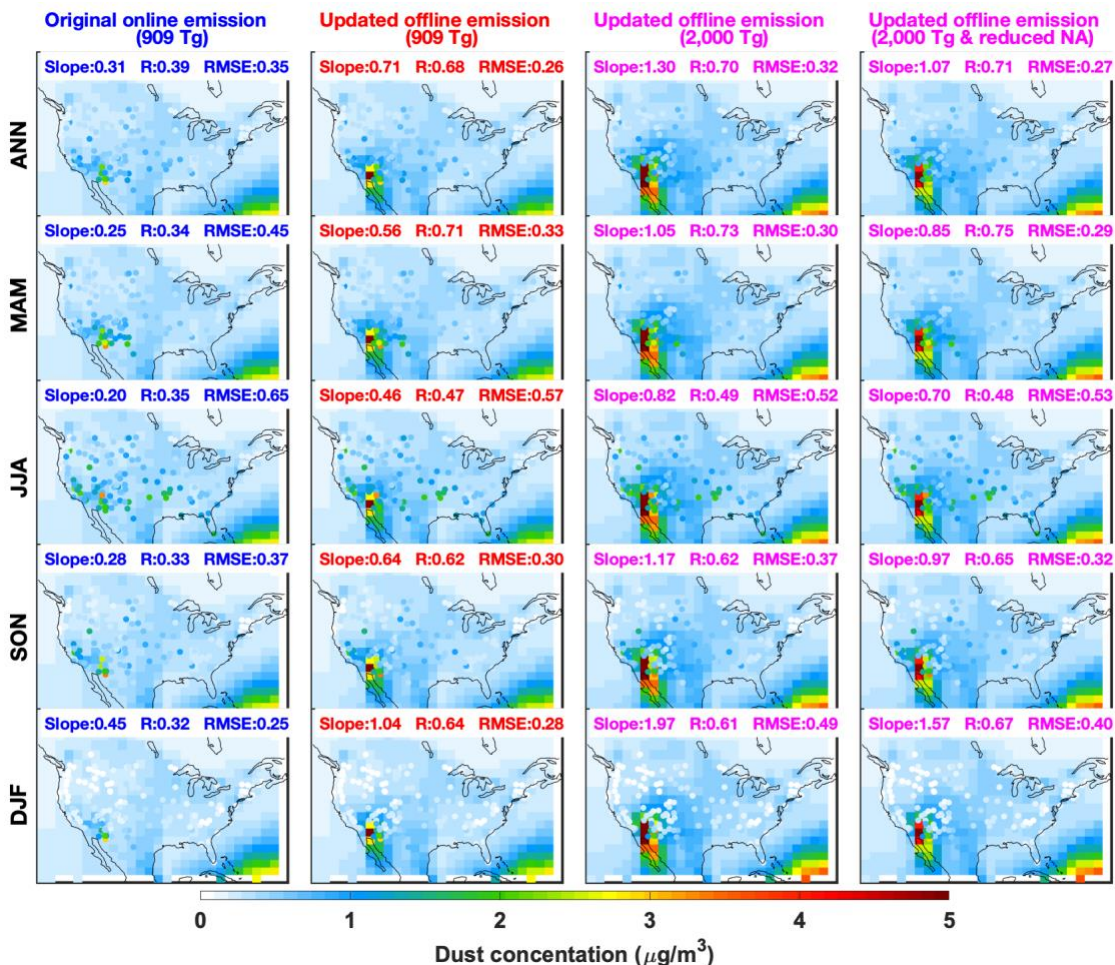 Original online emission
(909 Tg)
Updated offline emission
(909 Tg)
Updated offline emission
(2,000 Tg)
Updated offline emission
(2,000 Tg & reduced NA)
ANN
Slope:0.31 R:0.39 RMSE:0.35
Slope:0.71 R:0.68 RMSE:0.26
Slope:1.30 R:0.70 RMSE:0.32
Slope:1.07 R:0.71 RMSE:0.27
MAM
Slope:0.25 R:0.34 RMSE:0.45
Slope:0.56 R:0.71 RMSE:0.33
Slope:1.05 R:0.73 RMSE:0.30
Slope:0.85 R:0.75 RMSE:0.29
JJA
Slope:0.20 R:0.35 RMSE:0.65
Slope:0.46 R:0.47 RMSE:0.57
Slope:0.82 R:0.49 RMSE:0.52
Slope:0.70 R:0.48 RMSE:0.53
SON
Slope:0.28 R:0.33 RMSE:0.37
Slope:0.64 R:0.62 RMSE:0.30
Slope:1.17 R:0.62 RMSE:0.37
Slope:0.97 R:0.65 RMSE:0.32
DJF
Slope:0.45 R:0.32 RMSE:0.25
Slope:1.04 R:0.64 RMSE:0.28
Slope:1.97 R:0.61 RMSE:0.49
Slope:1.57 R:0.67 RMSE:0.40
0 1 2 3 4 5
Dust concentration (μg/m³)